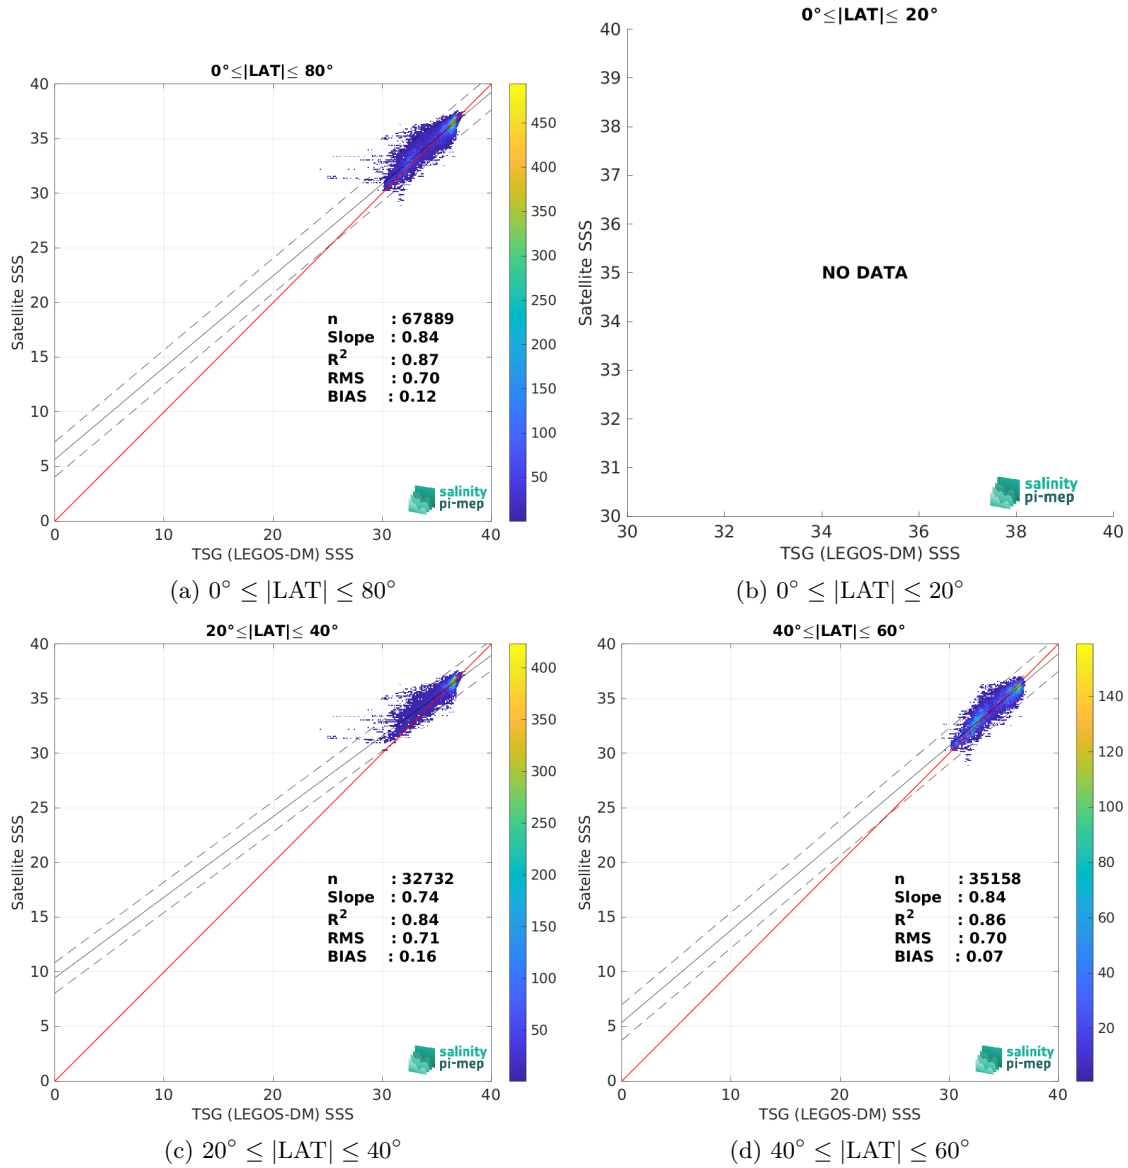 0°≤|LAT|≤ 80°
40
35
30
25
20
15
10
5
0
Satellite SSS
0
10
20
30
40
TSG (LEGOS-DM) SSS
450
400
350
300
250
200
150
100
50
n : 67889
Slope : 0.84
R² : 0.87
RMS : 0.70
BIAS : 0.12
salinity
pi-mep
(a) 0° ≤ |LAT| ≤ 80°
0°≤|LAT|≤ 20°
40
39
38
37
36
35
34
33
32
31
30
Satellite SSS
NO DATA
30
32
34
36
38
40
TSG (LEGOS-DM) SSS
salinity
pi-mep
(b) 0° ≤ |LAT| ≤ 20°
20°≤|LAT|≤ 40°
40
35
30
25
20
15
10
5
0
Satellite SSS
0
10
20
30
40
TSG (LEGOS-DM) SSS
400
350
300
250
200
150
100
50
n : 32732
Slope : 0.74
R² : 0.84
RMS : 0.71
BIAS : 0.16
salinity
pi-mep
(c) 20° ≤ |LAT| ≤ 40°
40°≤|LAT|≤ 60°
40
35
30
25
20
15
10
5
0
Satellite SSS
0
10
20
30
40
TSG (LEGOS-DM) SSS
140
120
100
80
60
40
20
n : 35158
Slope : 0.84
R² : 0.86
RMS : 0.70
BIAS : 0.07
salinity
pi-mep
(d) 40° ≤ |LAT| ≤ 60°